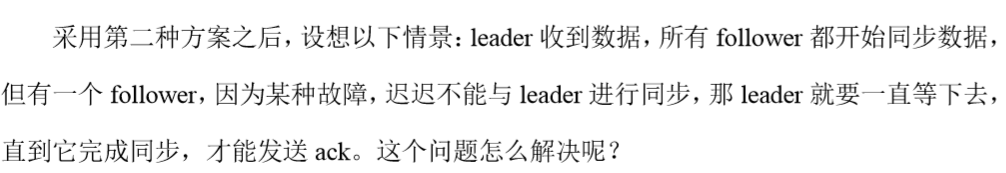 采用第二种方案之后，设想以下情景：leader 收到数据，所有 follower 都开始同步数据，
但有一个 follower，因为某种故障，迟迟不能与 leader 进行同步，那 leader 就要一直等下去，
直到它完成同步，才能发送 ack。这个问题怎么解决呢？